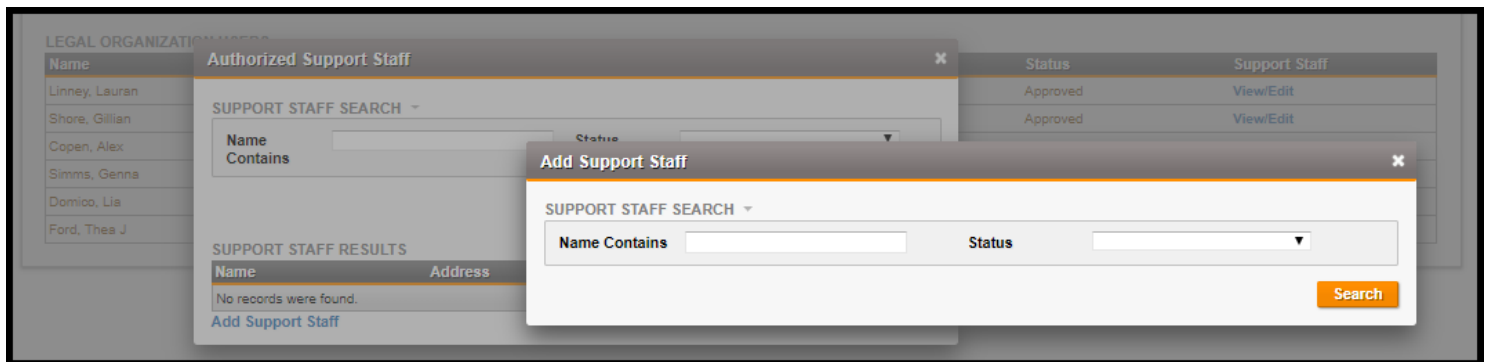 LEGAL ORGANIZATI
Name Status Support Staff
Linney, Lauran Approved View/Edit
Shore, Gillian Approved View/Edit
Copen, Alex
Simms, Genna
Domico, Lia
Ford, Thea J
Authorized Support Staff
SUPPORT STAFF SEARCH
Name Contains
Status
SUPPORT STAFF RESULTS
Name Address
No records were found.
Add Support Staff
Add Support Staff
SUPPORT STAFF SEARCH
Name Contains Status
Search